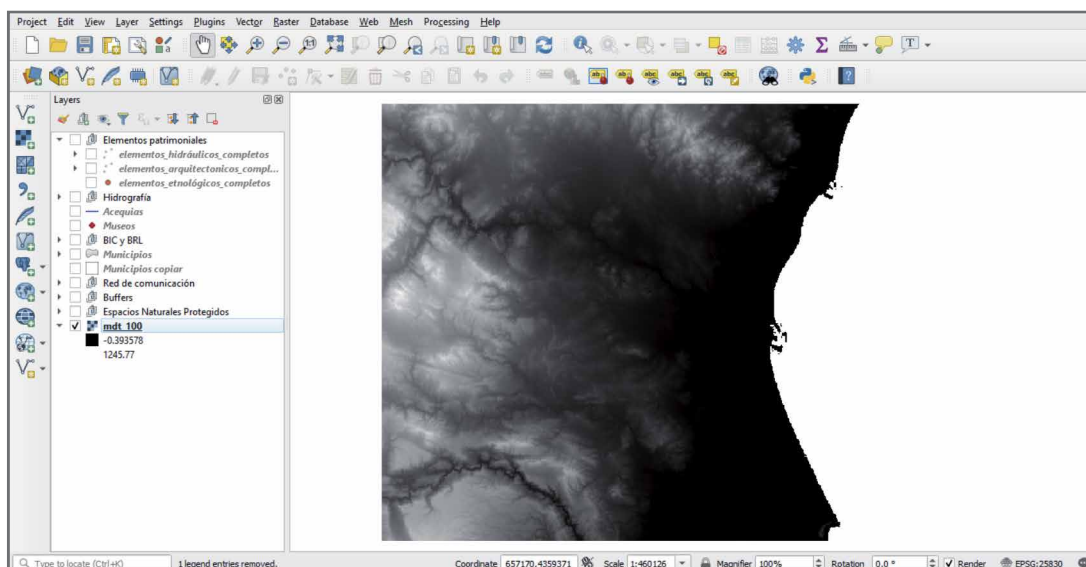 Project Edit View Layer Settings Plugins Vector Raster Database Web Mesh Processing Help
Layers
Elementos patrimoniales
elementos_hidráulicos_completos
elementos_arquitectonicos_compl...
elementos_etnológicos_completos
Hidrografía
Acequias
Museos
BIC y BRL
Municipios
Municipios copiar
Red de comunicación
Buffers
Espacios Naturales Protegidos
mdt_100
-0.393578
1245.77
Type to locate (Ctrl+K) 1 legend entries removed. Coordinate 657170,4359371 Scale 1:460126 Magnifier 100% Rotation 0.0 ° Render EPSG:25830